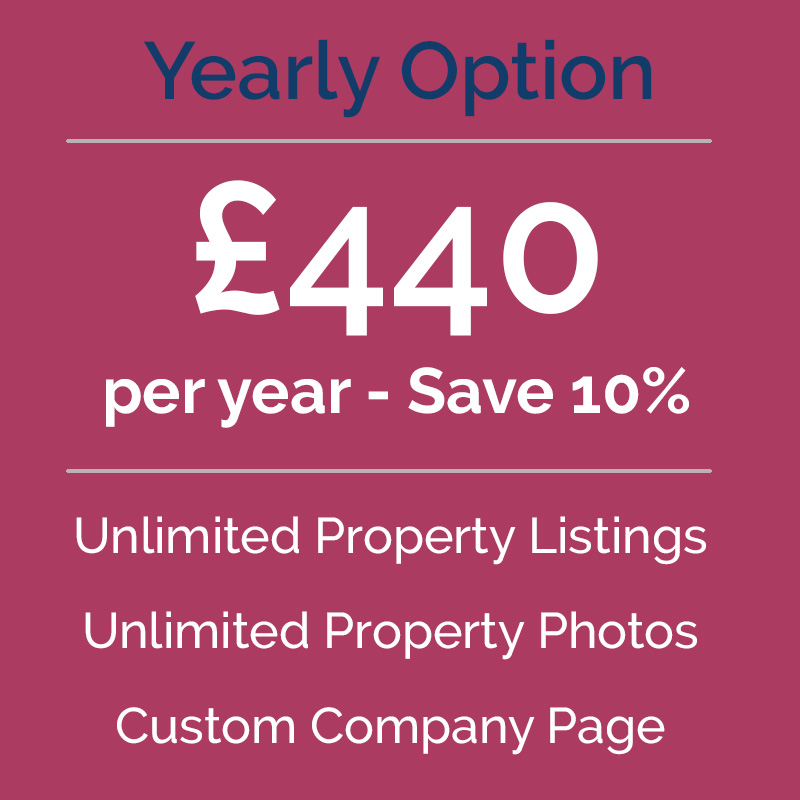 Yearly Option
£440
per year - Save 10%
Unlimited Property Listings
Unlimited Property Photos
Custom Company Page